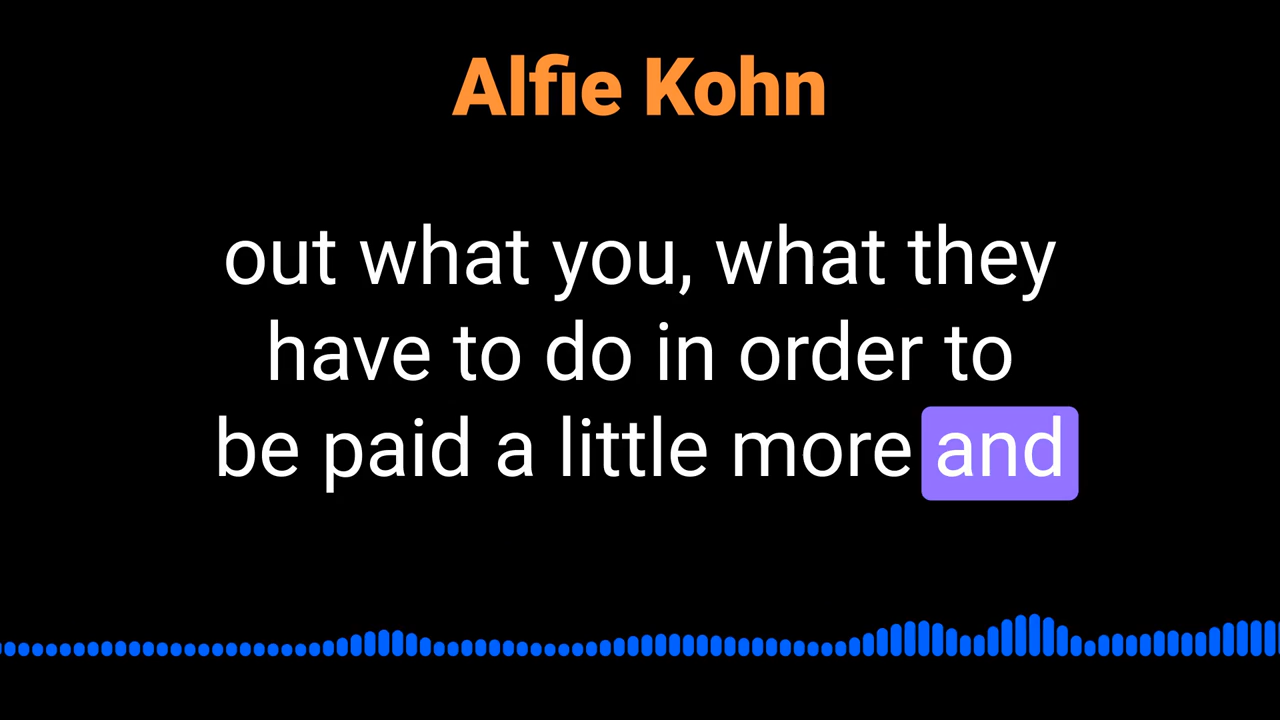 Alfie Kohn
out what you, what they
have to do in order to
be paid a little more and